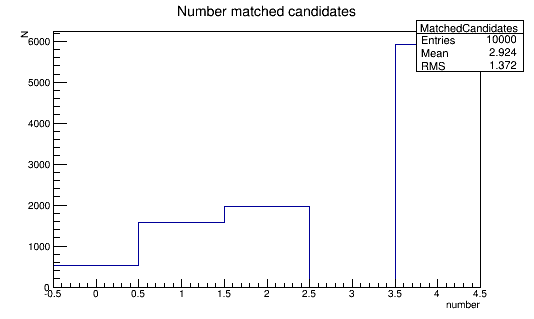 Number matched candidates
MatchedCandidates
Entries 10000
Mean 2.924
RMS 1.372
N
6000
5000
4000
3000
2000
1000
0
-0.5 0 0.5 1 1.5 2 2.5 3 3.5 4 4.5
number